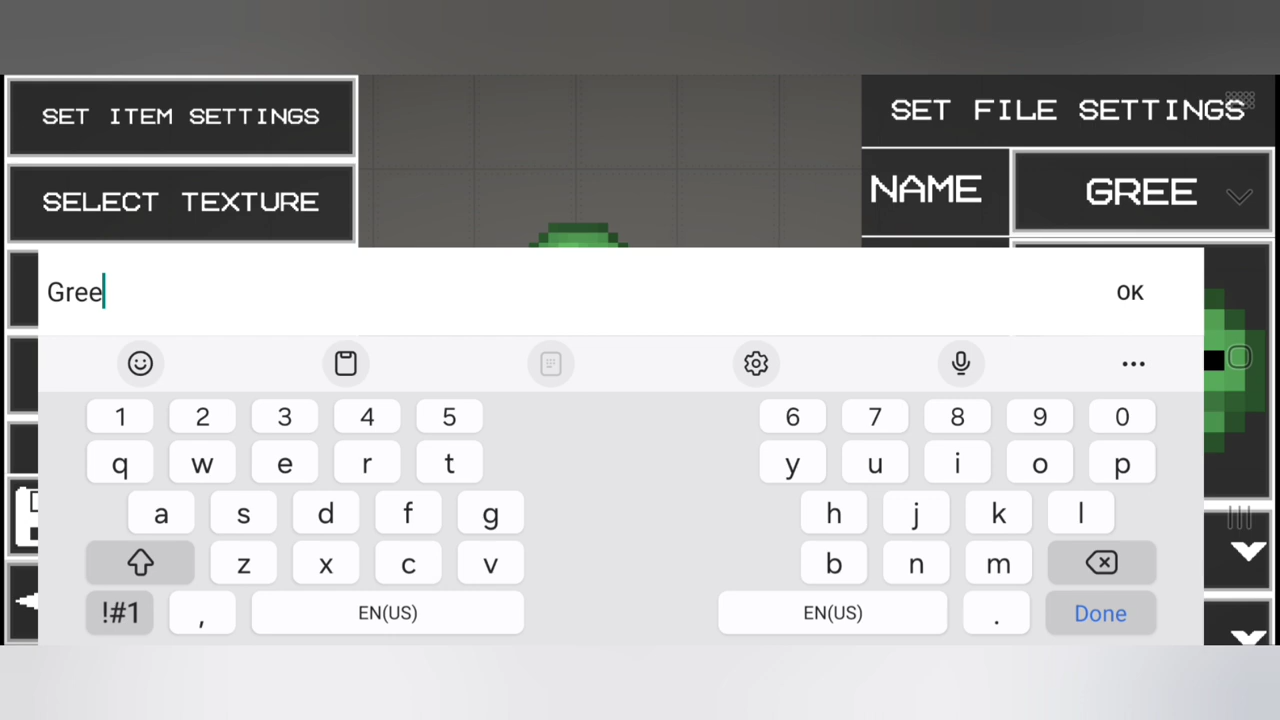 SET ITEM SETTINGS
SELECT TEXTURE
SET FILE SETTINGS
NAME
GREE
Gree
OK
1 2 3 4 5 6 7 8 9 0
q w e r t y u i o p
a s d f g h j k l
z x c v b n m
!#1 , EN(US) EN(US) . Done